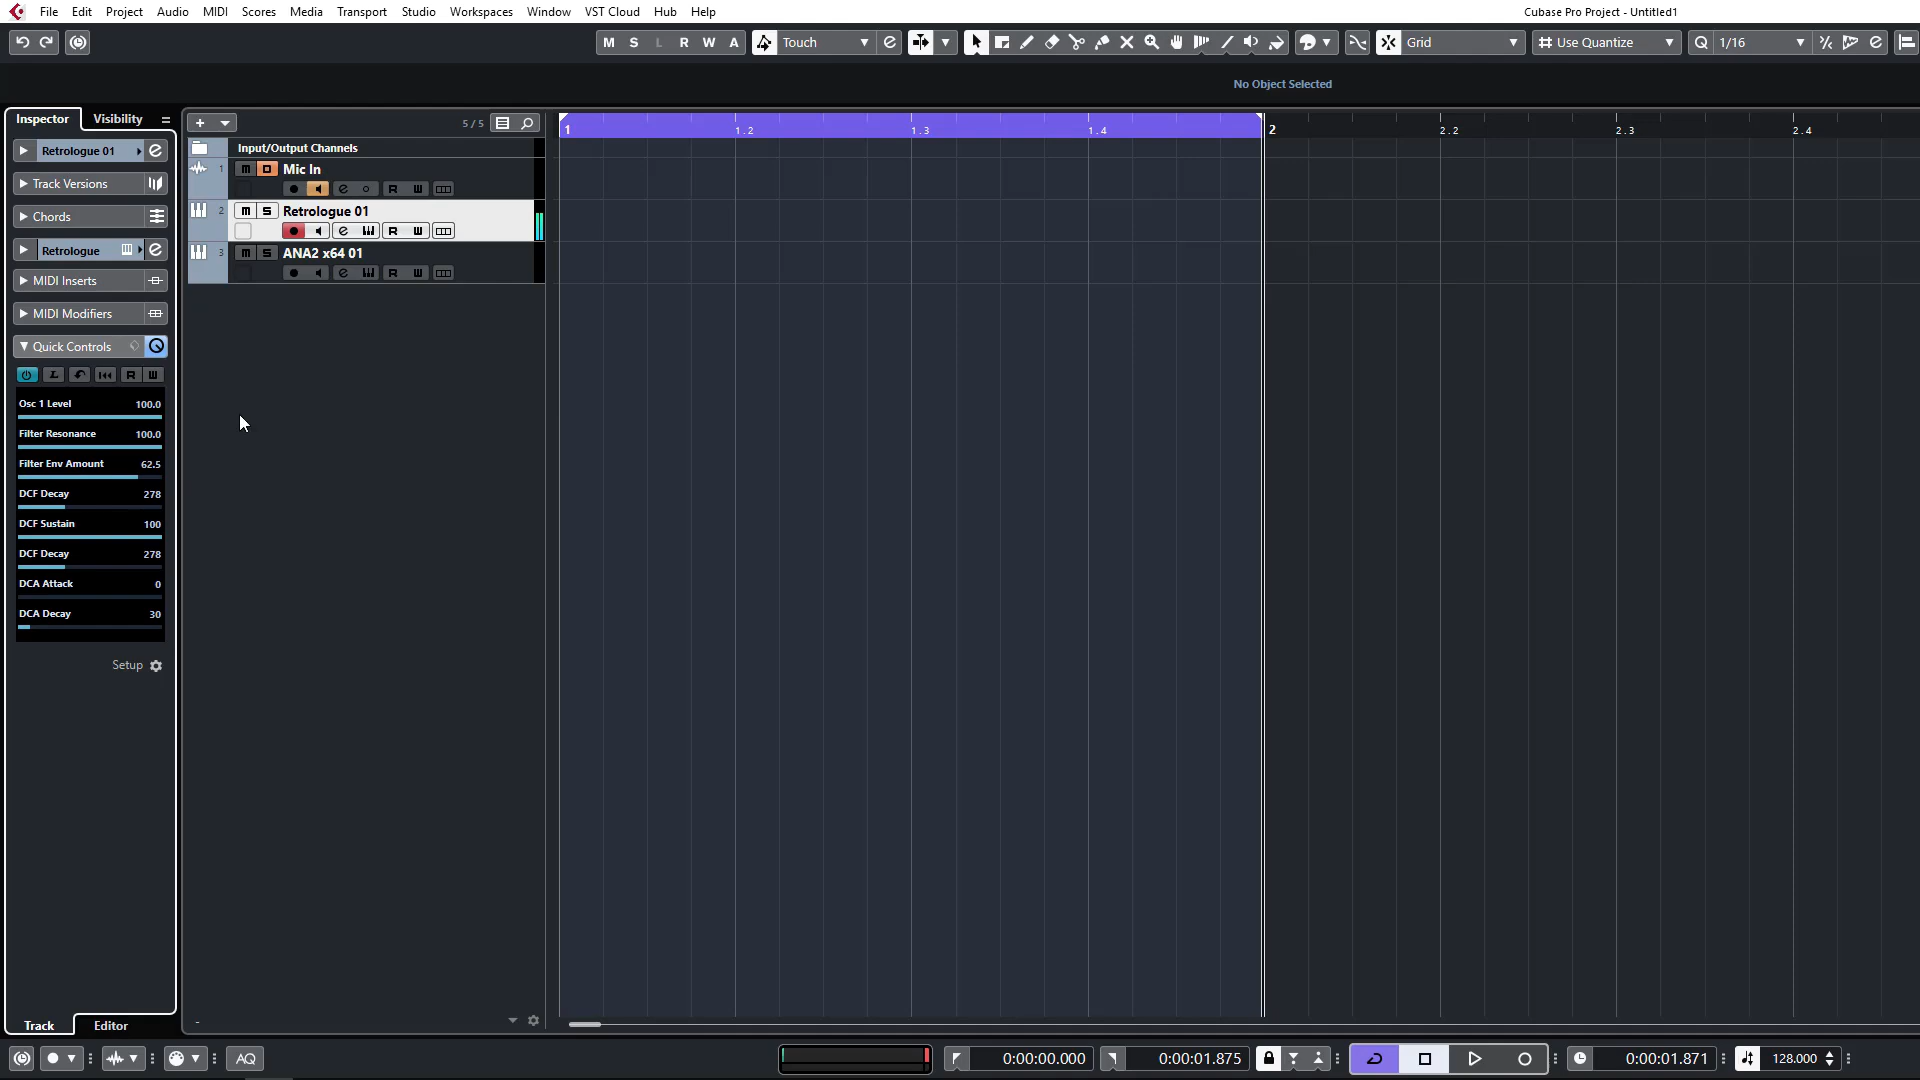 File Edit Project Audio MIDI Scores Media Transport Studio Workspaces Window VST Cloud Hub Help Cubase Pro Project - Untitled1
M S L R W A Touch Grid Use Quantize Q 1/16
No Object Selected
Inspector Visibility
5 / 5
1 1.2 1.3 1.4 2 2.2 2.3 2.4
Retrologue 01
Track Versions
Chords
Retrologue
MIDI Inserts
MIDI Modifiers
Quick Controls
L R W
Osc 1 Level 100.0
Filter Resonance 100.0
Filter Env Amount 62.5
DCF Decay 278
DCF Sustain 100
DCF Decay 278
DCA Attack 0
DCA Decay 30
Setup
Track Editor
Input/Output Channels
1 m Mic In
e R W
2 m S Retrologue 01
e R W
3 m S ANA2 x64 01
e R W
AQ 0:00:00.000 0:00:01.875 0:00:01.871 128.000